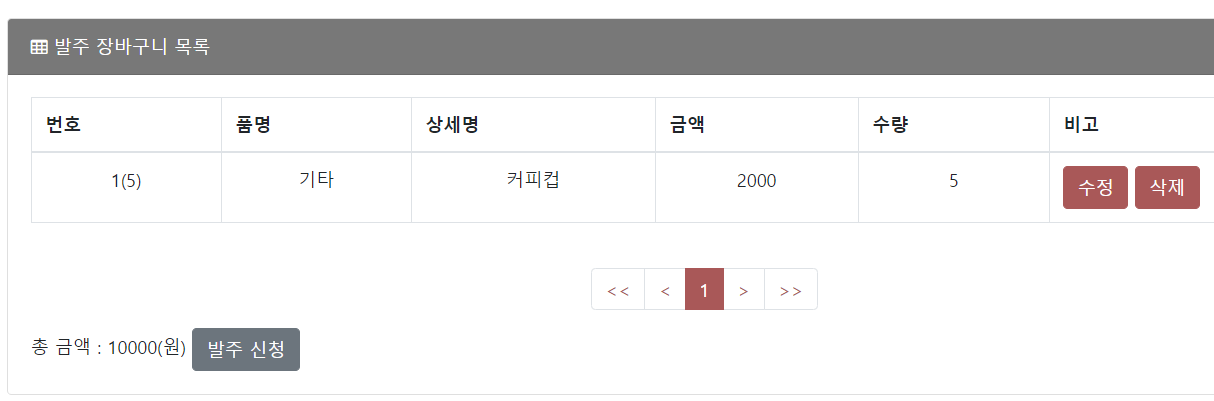 발주 장바구니 목록
번호 품명 상세명 금액 수량 비고
1(5) 기타 커피컵 2000 5 수정 삭제
<< < 1 > >>
총 금액 : 10000(원) 발주 신청